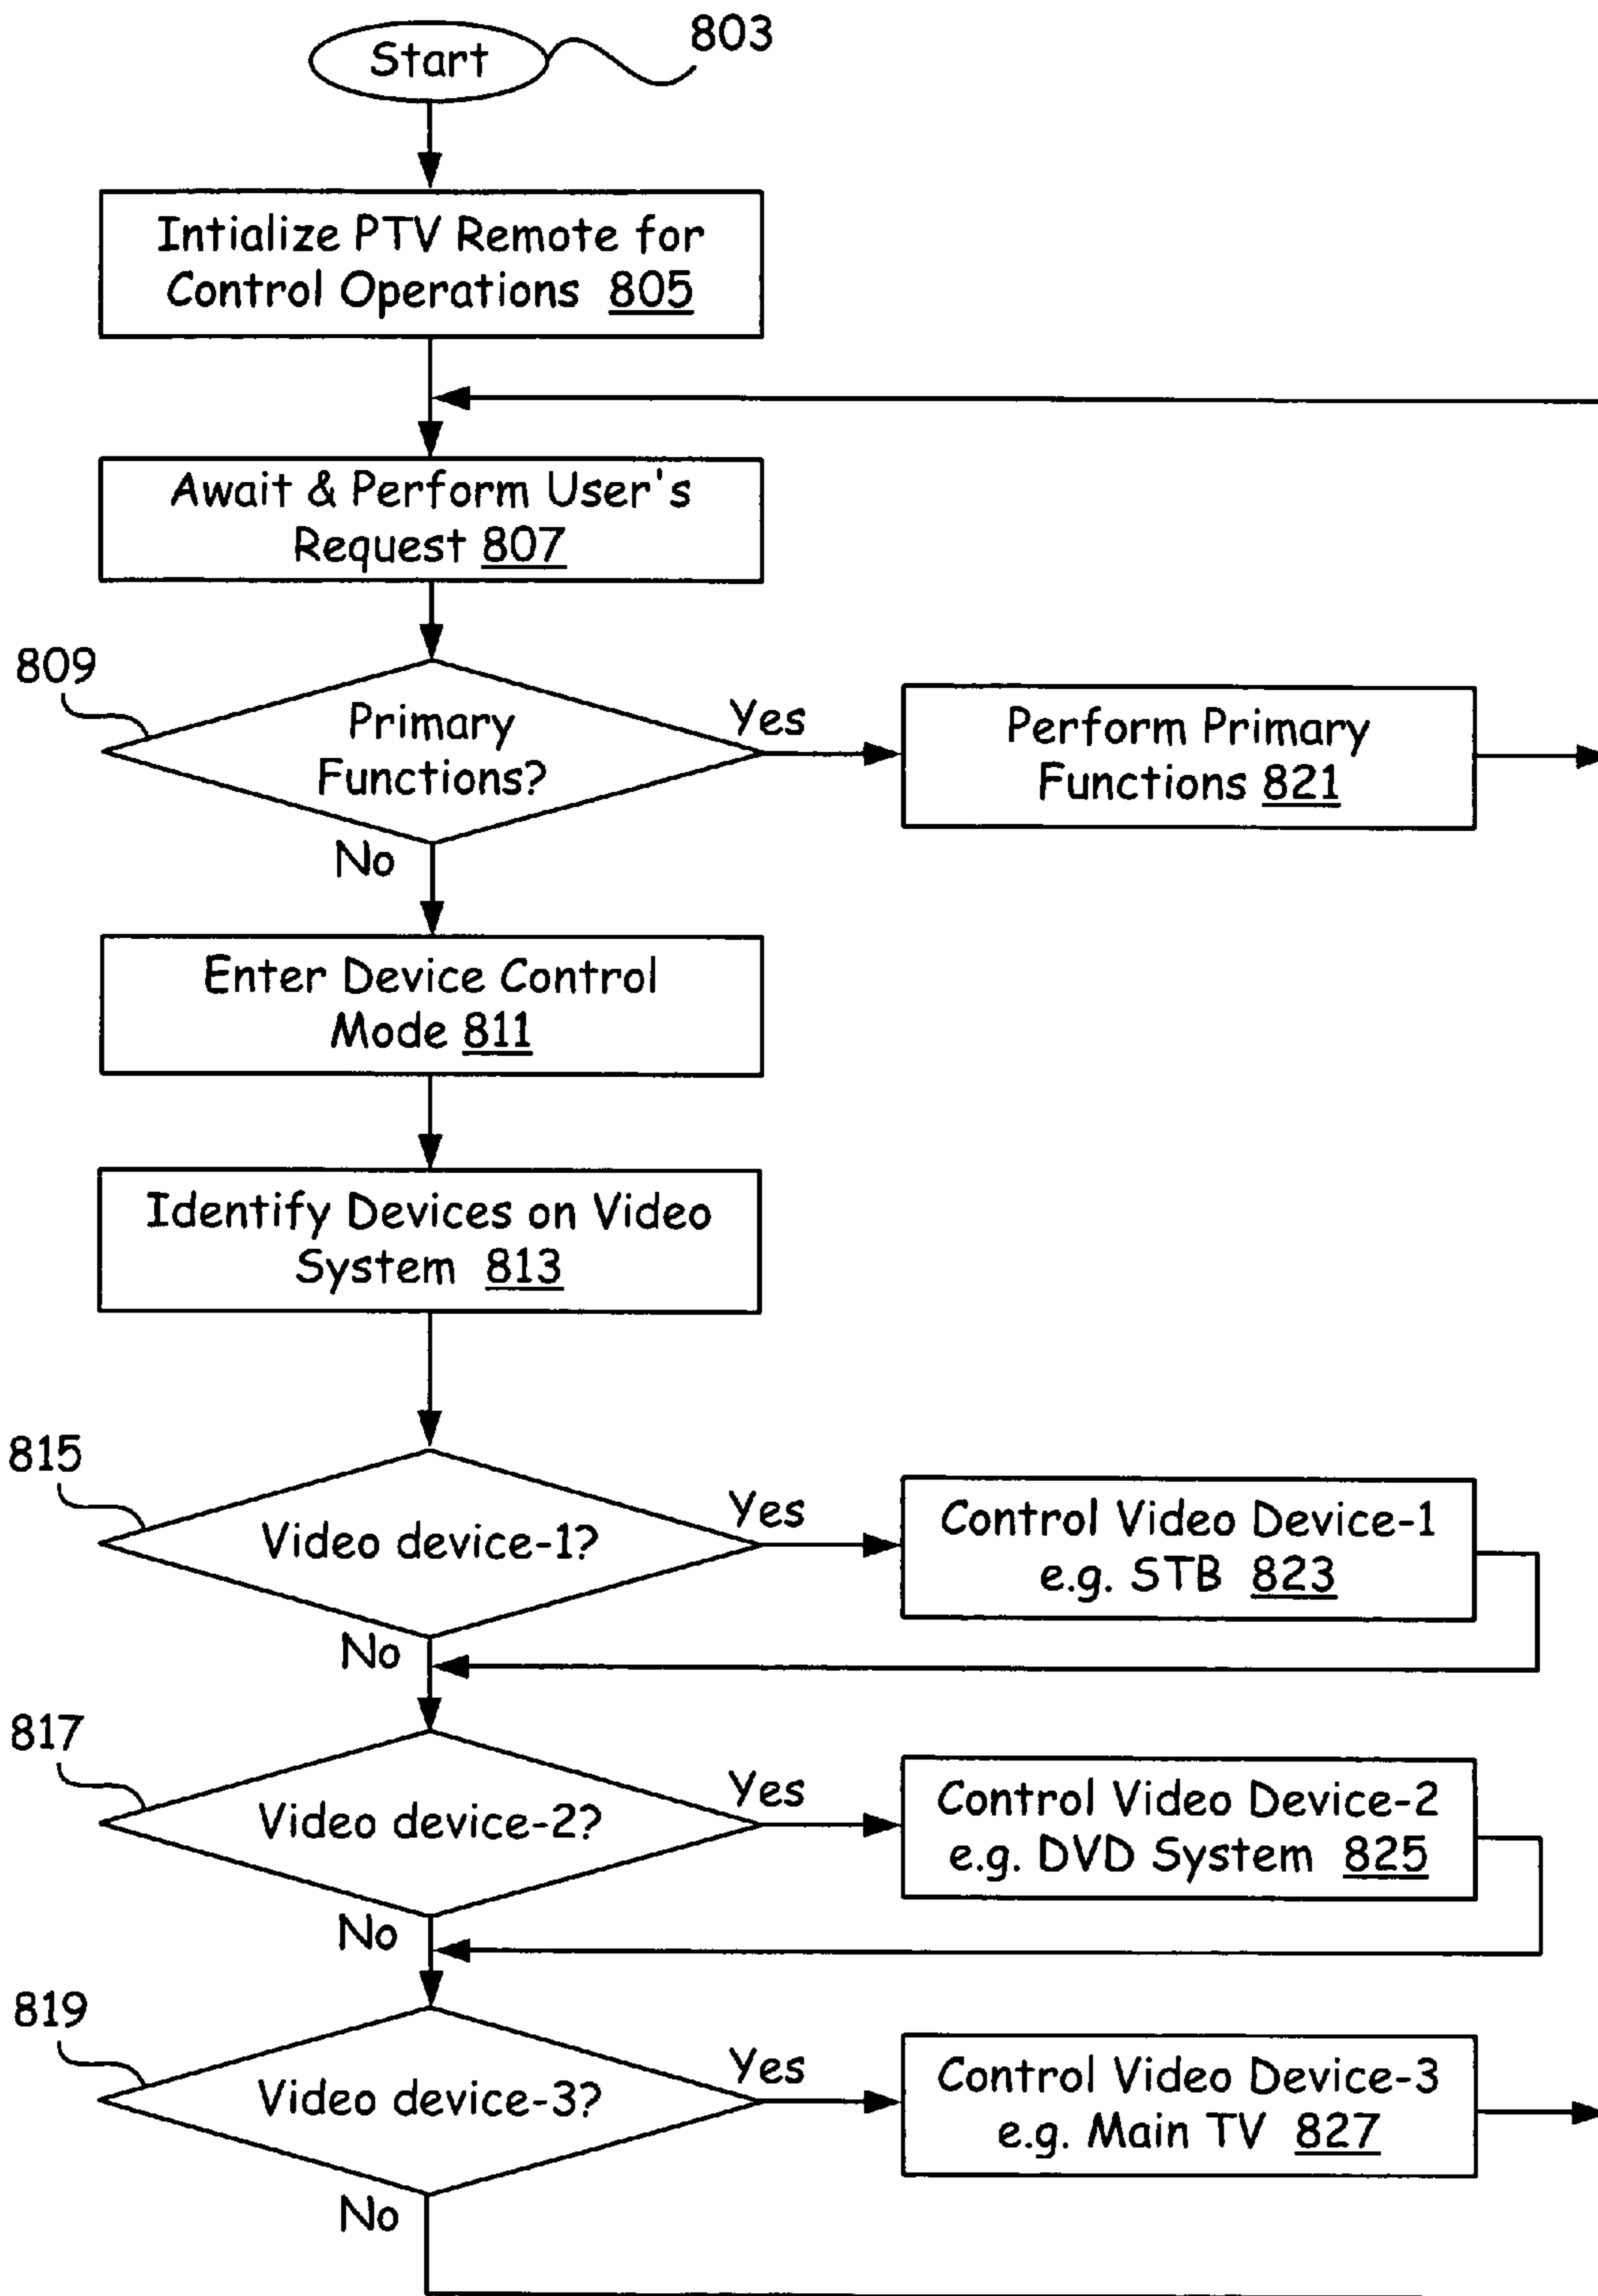 Start
803
Intialize PTV Remote for
Control Operations 805
Await & Perform User's
Request 807
809
Primary
Functions?
Yes
Perform Primary
Functions 821
No
Enter Device Control
Mode 811
Identify Devices on Video
System 813
815
Video device-1?
Yes
Control Video Device-1
e.g. STB 823
No
817
Video device-2?
Yes
Control Video Device-2
e.g. DVD System 825
No
819
Video device-3?
Yes
Control Video Device-3
e.g. Main TV 827
No